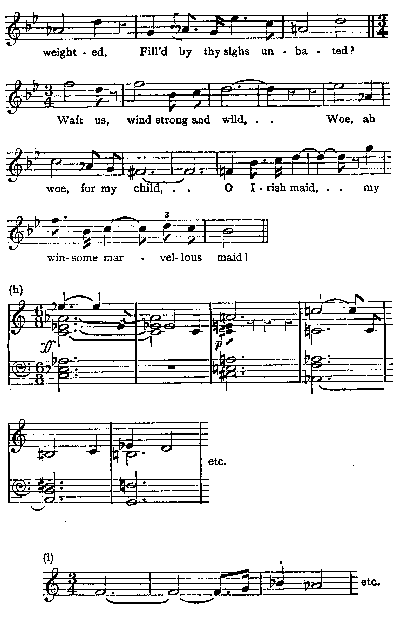 weight - ed. Fill'd by thy sighs un - ba - ted?
Waft us, wind strong and wild, . . Woe, ah
woe, for my child, . . O I - rish maid, . . my
win-some mar - vel-lous maid!
(h)
ff
p
etc.
(i)
etc.